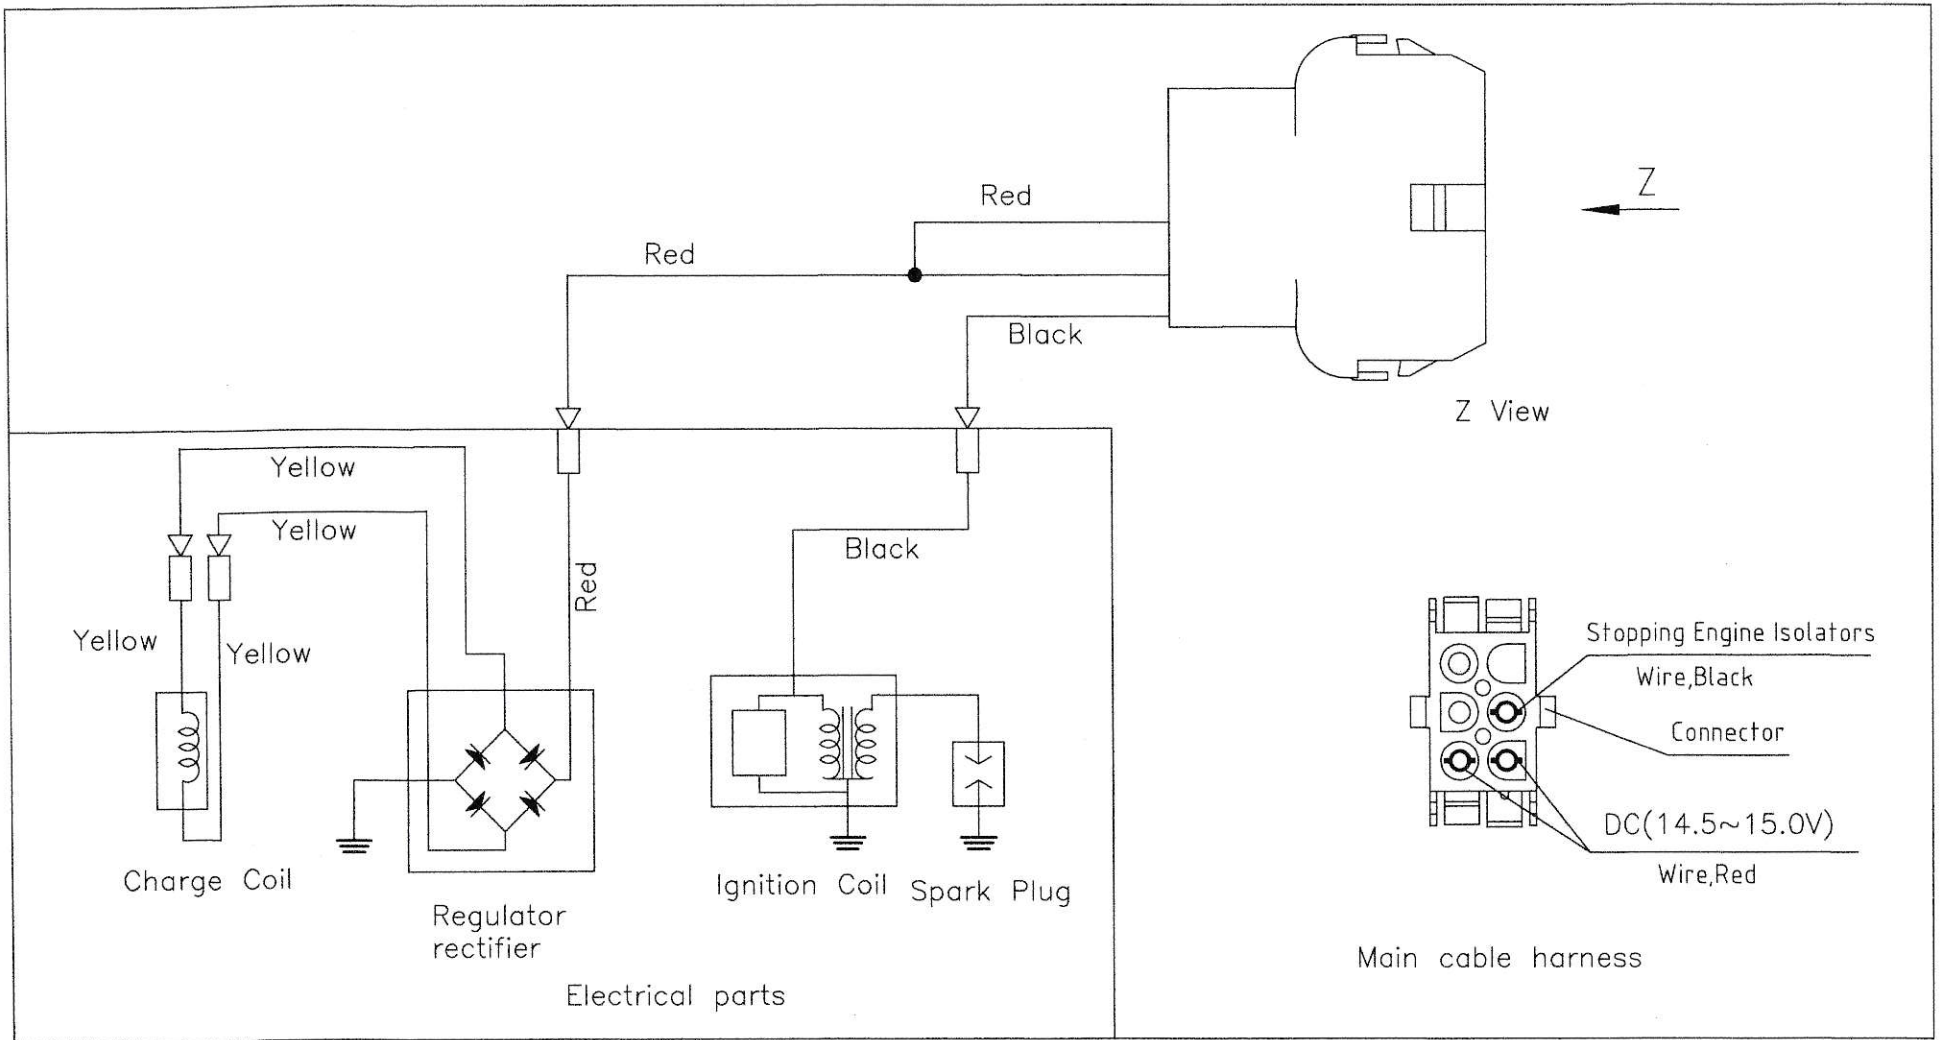 Red
Z
Red
Black
Z View
Yellow
Yellow
Black
Red
Yellow
Yellow
Stopping Engine Isolators
Wire,Black
Connector
DC(14.5~15.0V)
Wire,Red
Charge Coil
Ignition Coil
Spark Plug
Regulator
rectifier
Main cable harness
Electrical parts